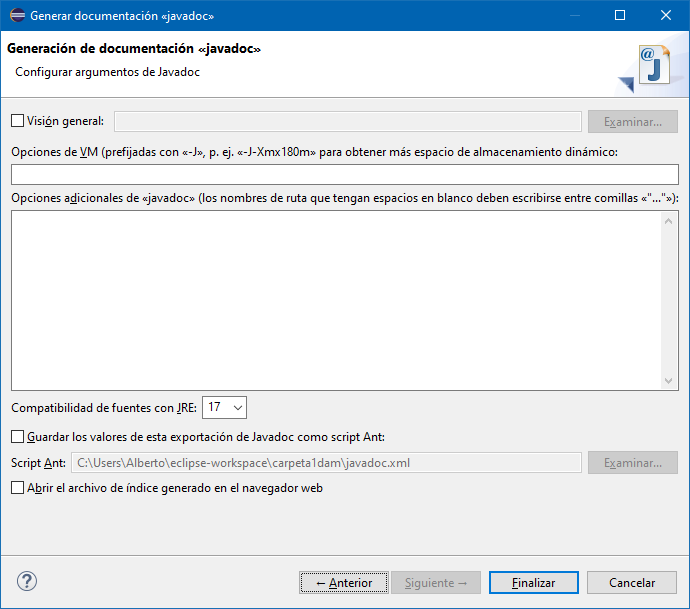 Generar documentación «javadoc»
Generación de documentación «javadoc»
Configurar argumentos de Javadoc
@J
Visión general:
Examinar...
Opciones de VM (prefijadas con «-J», p. ej. «-J-Xmx180m» para obtener más espacio de almacenamiento dinámico:
Opciones adicionales de «javadoc» (los nombres de ruta que tengan espacios en blanco deben escribirse entre comillas «"..."»):
Compatibilidad de fuentes con JRE: 17
Guardar los valores de esta exportación de Javadoc como script Ant:
Script Ant: C:\Users\Alberto\eclipse-workspace\carpeta1dam\javadoc.xml Examinar...
Abrir el archivo de índice generado en el navegador web
? ← Anterior Siguiente → Finalizar Cancelar